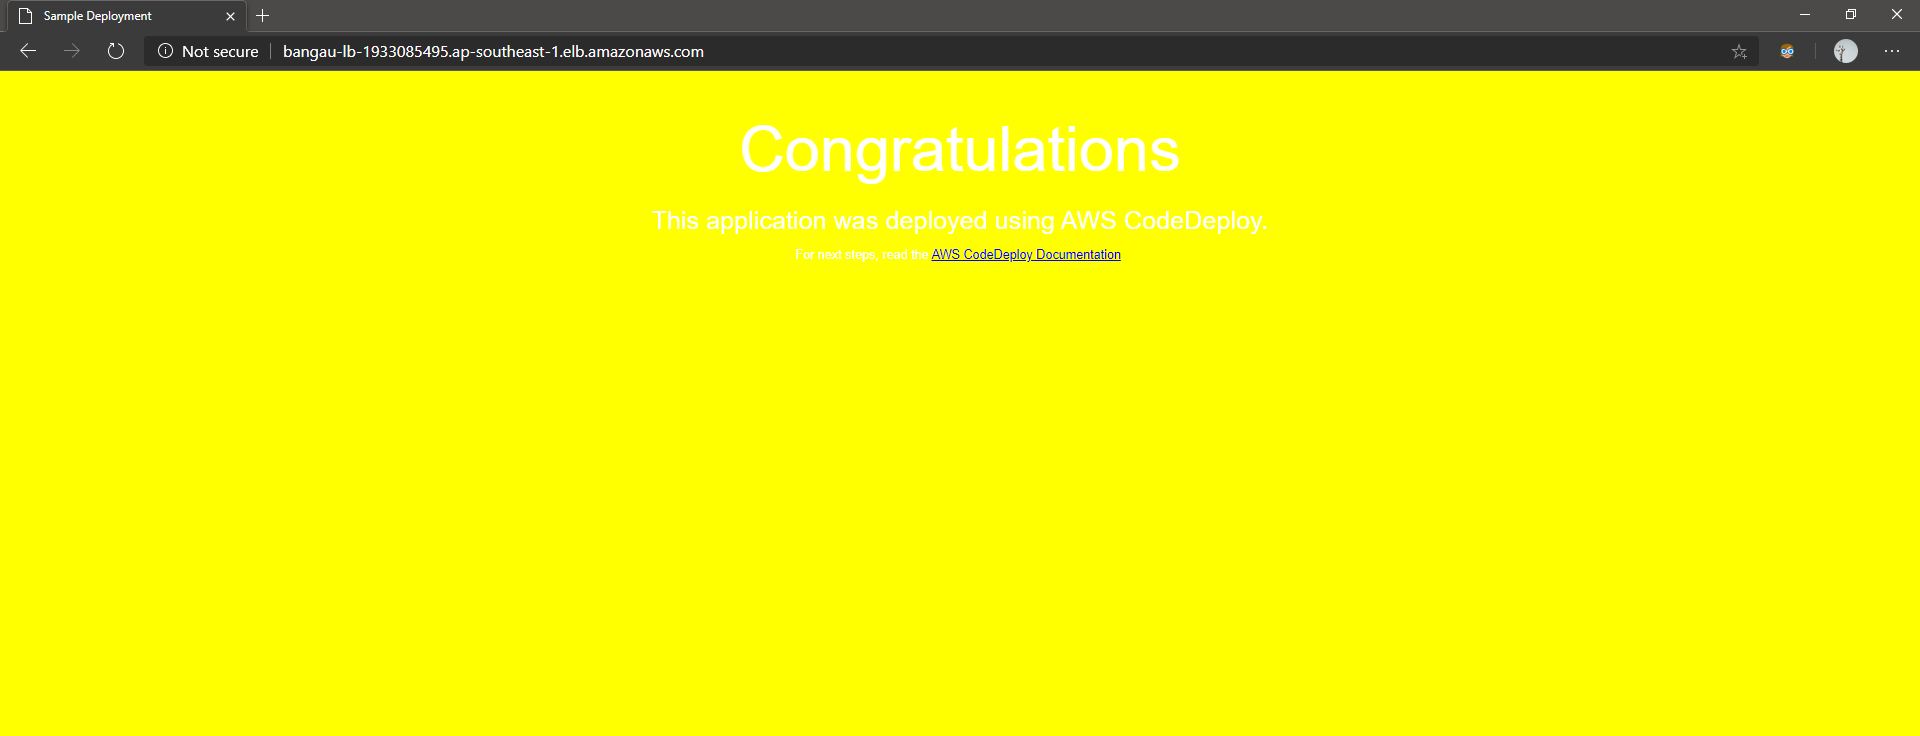 Sample Deployment
Not secure
bangau-lb-1933085495.ap-southeast-1.elb.amazonaws.com
Congratulations
This application was deployed using AWS CodeDeploy.
For next steps, read the AWS CodeDeploy Documentation